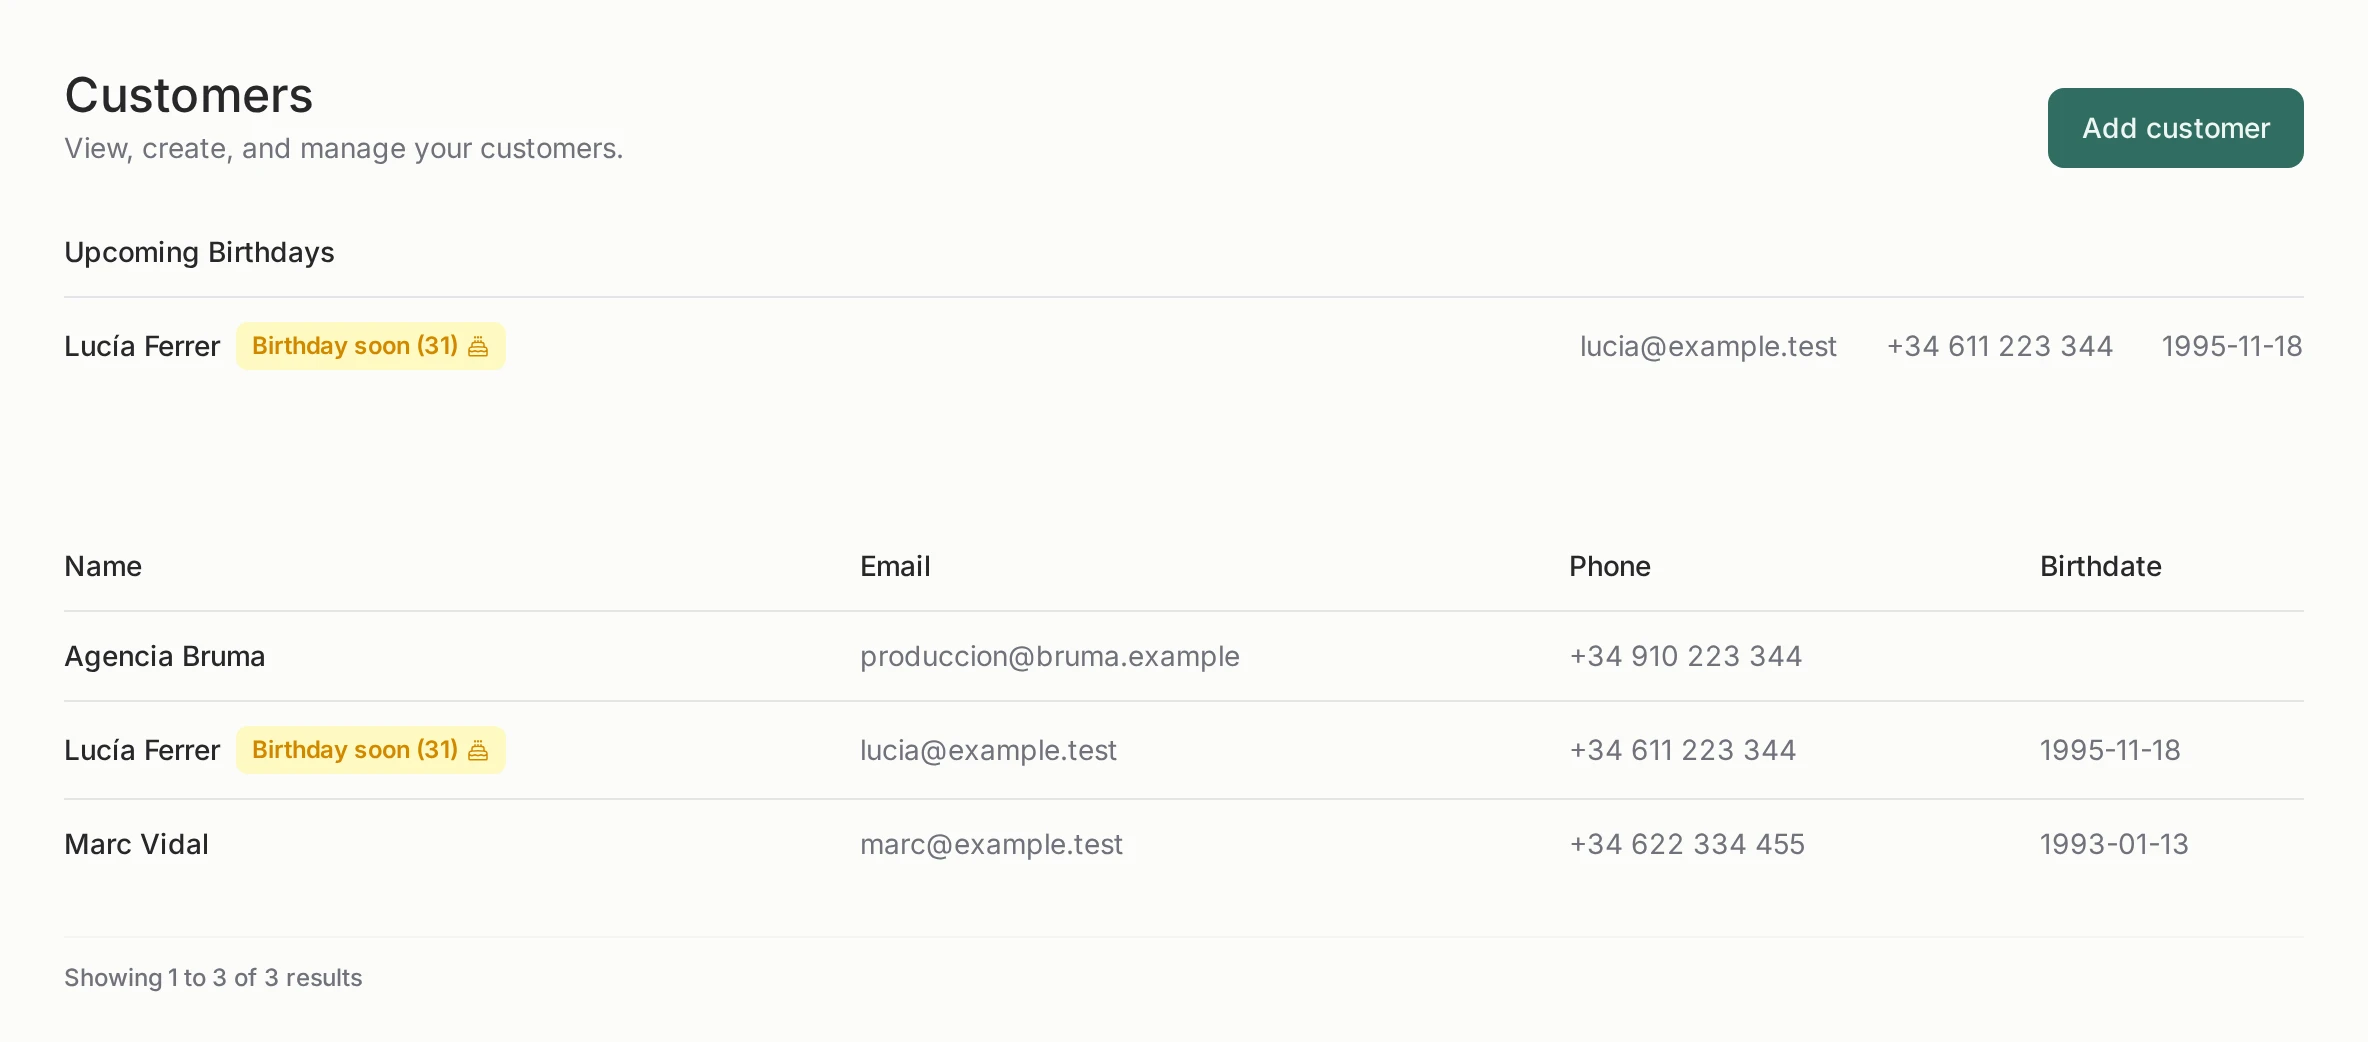 Customers
View, create, and manage your customers.
Add customer
Upcoming Birthdays
Lucía Ferrer Birthday soon (31) lucia@example.test +34 611 223 344 1995-11-18
Name Email Phone Birthdate
Agencia Bruma produccion@bruma.example +34 910 223 344
Lucía Ferrer Birthday soon (31) lucia@example.test +34 611 223 344 1995-11-18
Marc Vidal marc@example.test +34 622 334 455 1993-01-13
Showing 1 to 3 of 3 results